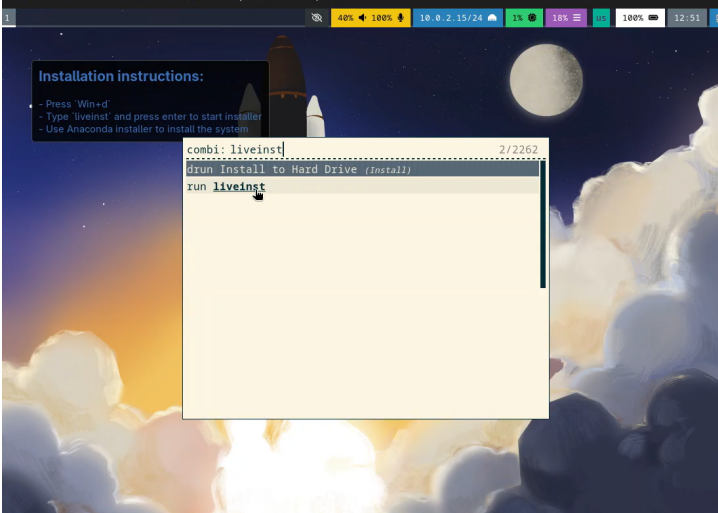 1 40% 100% 10.0.2.15/24 1% 18% us 100% 12:51
Installation instructions:
- Press `Win+d`
- Type `liveinst` and press enter to start installer
- Use Anaconda installer to install the system
combi: liveinst 2/2262
drun Install to Hard Drive (Install)
run liveinst